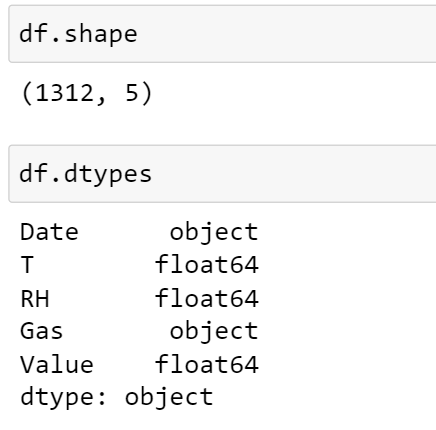 df.shape
(1312, 5)
df.dtypes
Date      object
T        float64
RH       float64
Gas       object
Value    float64
dtype: object